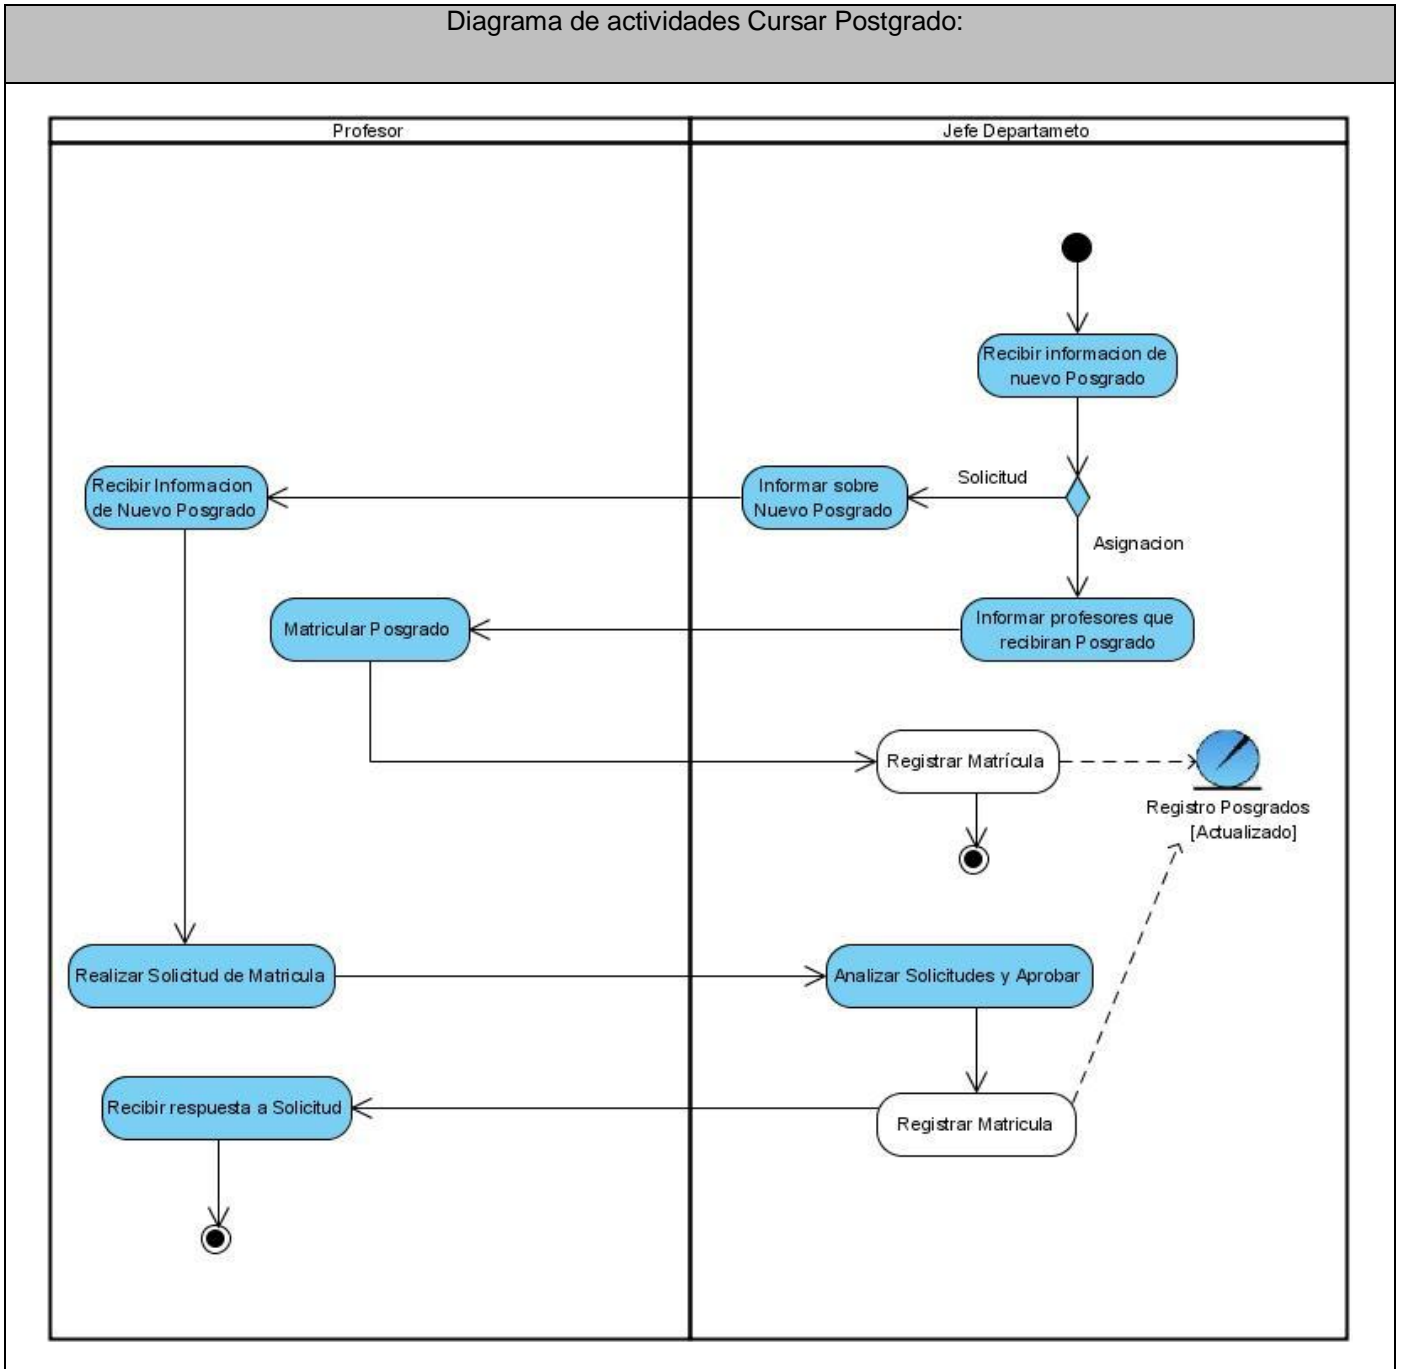 Diagrama de actividades Cursar Postgrado:
Profesor
Jefe Departameto
Recibir informacion de
nuevo Posgrado
Solicitud
Informar sobre
Nuevo Posgrado
Recibir Informacion
de Nuevo Posgrado
Asignacion
Informar profesores que
recibiran Posgrado
Matricular Posgrado
Registrar Matrícula
Registro Posgrados
[Actualizado]
Realizar Solicitud de Matricula
Analizar Solicitudes y Aprobar
Recibir respuesta a Solicitud
Registrar Matricula